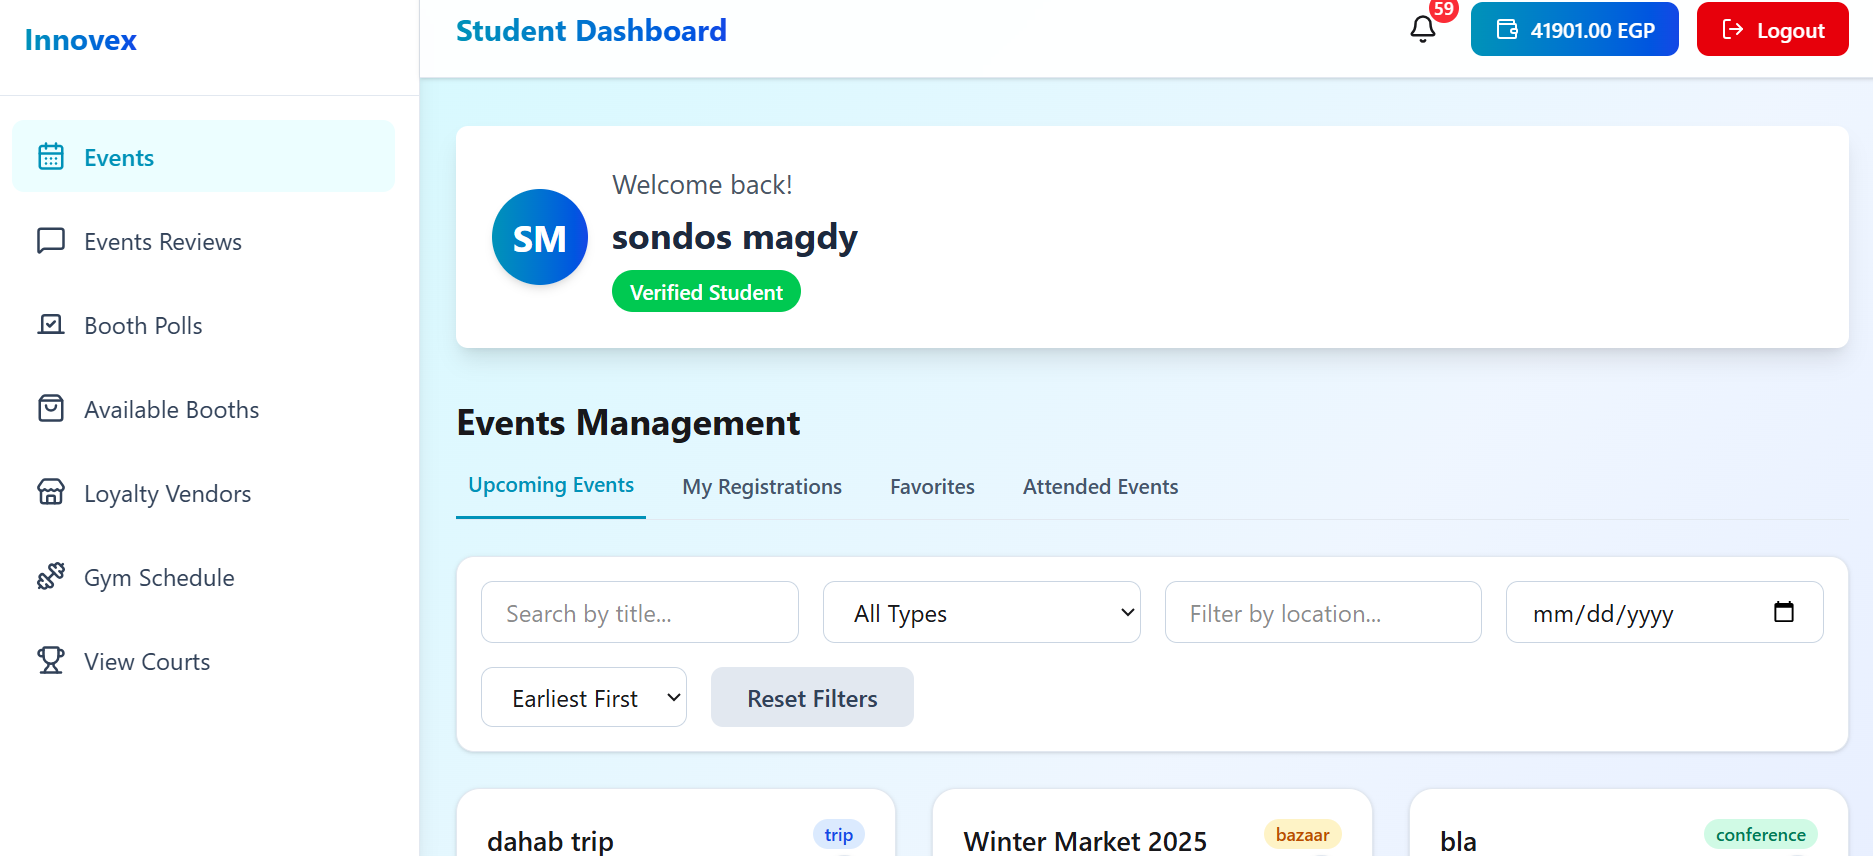 Innovex
Events
Events Reviews
Booth Polls
Available Booths
Loyalty Vendors
Gym Schedule
View Courts
Student Dashboard
59
41901.00 EGP
Logout
SM
Welcome back!
sondos magdy
Verified Student
Events Management
Upcoming Events
My Registrations
Favorites
Attended Events
Search by title...
All Types
Filter by location...
mm/dd/yyyy
Earliest First
Reset Filters
dahab trip
trip
Winter Market 2025
bazaar
bla
conference